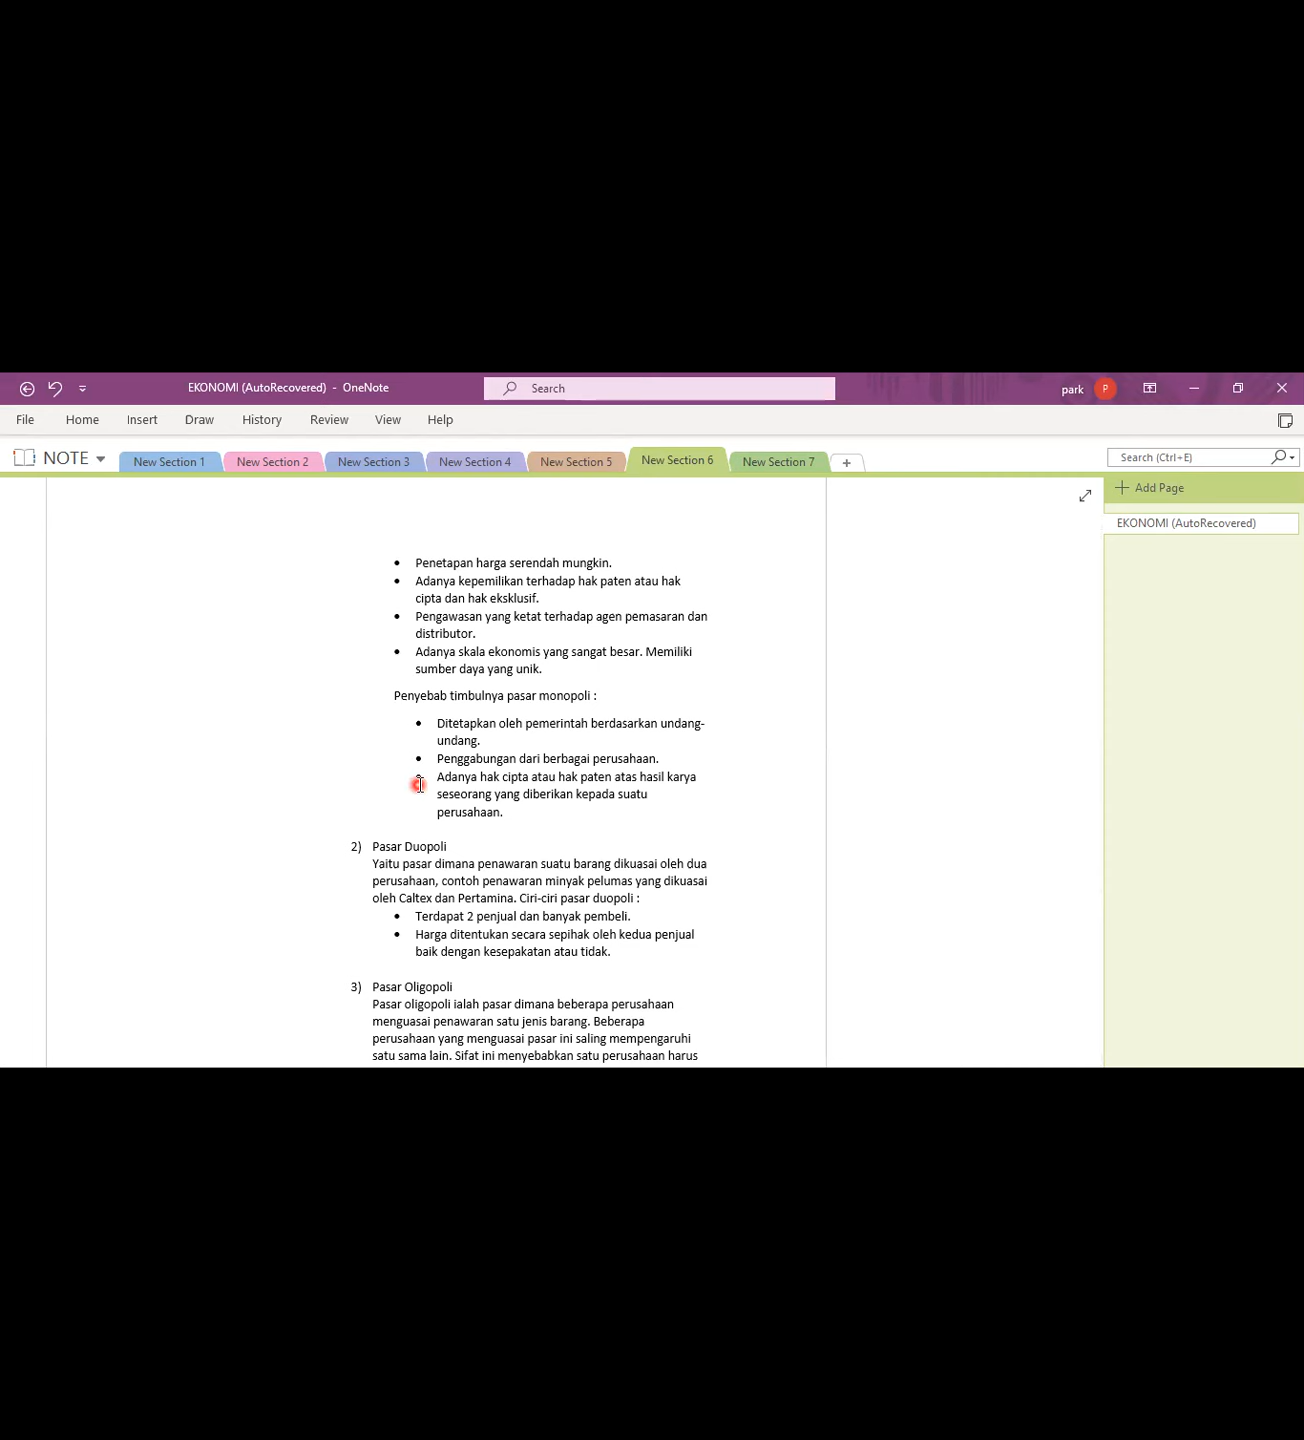 EKONOMI (AutoRecovered) - OneNote
Search
park
P
File Home Insert Draw History Review View Help
NOTE
New Section 1 New Section 2 New Section 3 New Section 4 New Section 5 New Section 6 New Section 7 +
Search (Ctrl+E)
Add Page
EKONOMI (AutoRecovered)
• Penetapan harga serendah mungkin.
• Adanya kepemilikan terhadap hak paten atau hak
cipta dan hak eksklusif.
• Pengawasan yang ketat terhadap agen pemasaran dan
distributor.
• Adanya skala ekonomis yang sangat besar. Memiliki
sumber daya yang unik.
Penyebab timbulnya pasar monopoli :
• Ditetapkan oleh pemerintah berdasarkan undang-
undang.
• Penggabungan dari berbagai perusahaan.
• Adanya hak cipta atau hak paten atas hasil karya
seseorang yang diberikan kepada suatu
perusahaan.
2) Pasar Duopoli
Yaitu pasar dimana penawaran suatu barang dikuasai oleh dua
perusahaan, contoh penawaran minyak pelumas yang dikuasai
oleh Caltex dan Pertamina. Ciri-ciri pasar duopoli :
• Terdapat 2 penjual dan banyak pembeli.
• Harga ditentukan secara sepihak oleh kedua penjual
baik dengan kesepakatan atau tidak.
3) Pasar Oligopoli
Pasar oligopoli ialah pasar dimana beberapa perusahaan
menguasai penawaran satu jenis barang. Beberapa
perusahaan yang menguasai pasar ini saling mempengaruhi
satu sama lain. Sifat ini menyebabkan satu perusahaan harus